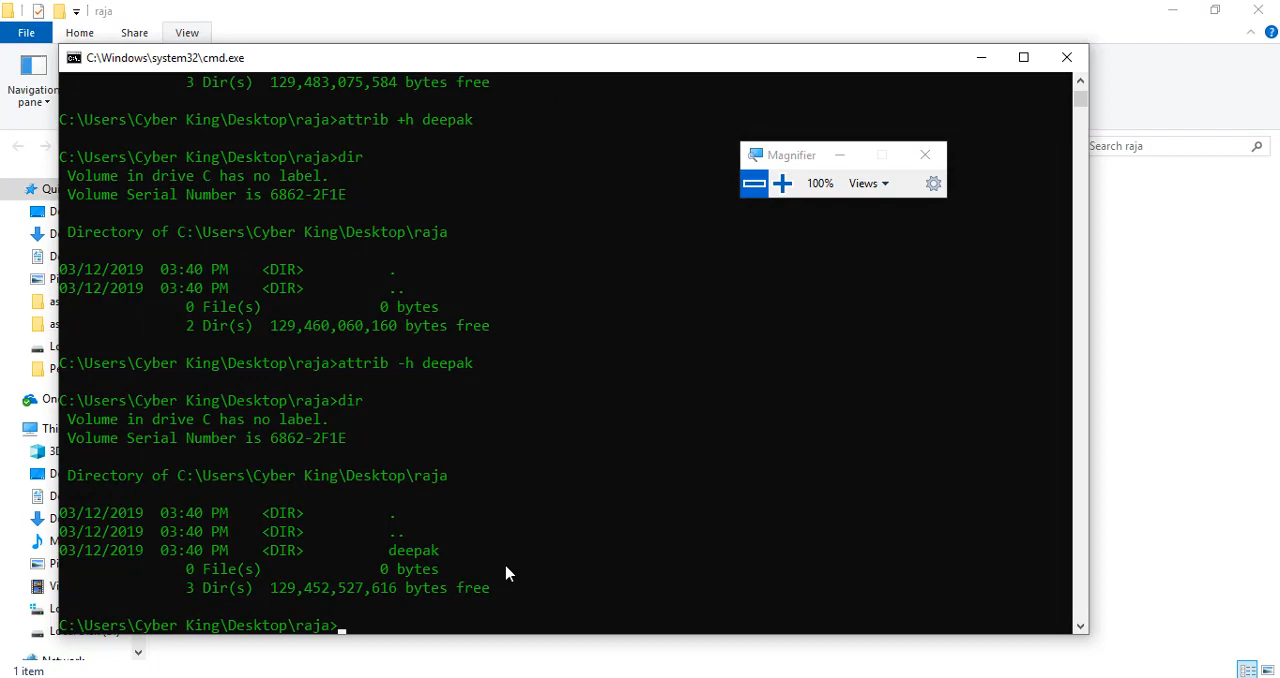 raja
File Home Share View
C:\Windows\system32\cmd.exe
Navigation
pane
3 Dir(s)  129,483,075,584 bytes free
C:\Users\Cyber King\Desktop\raja>attrib +h deepak
C:\Users\Cyber King\Desktop\raja>dir
Volume in drive C has no label.
Volume Serial Number is 6862-2F1E
Directory of C:\Users\Cyber King\Desktop\raja
03/12/2019  03:40 PM    <DIR>          .
03/12/2019  03:40 PM    <DIR>          ..
0 File(s)              0 bytes
2 Dir(s)  129,460,060,160 bytes free
C:\Users\Cyber King\Desktop\raja>attrib -h deepak
C:\Users\Cyber King\Desktop\raja>dir
Volume in drive C has no label.
Volume Serial Number is 6862-2F1E
Directory of C:\Users\Cyber King\Desktop\raja
03/12/2019  03:40 PM    <DIR>          .
03/12/2019  03:40 PM    <DIR>          ..
03/12/2019  03:40 PM    <DIR>          deepak
0 File(s)              0 bytes
3 Dir(s)  129,452,527,616 bytes free
C:\Users\Cyber King\Desktop\raja>
Magnifier
100% Views
Search raja
1 item